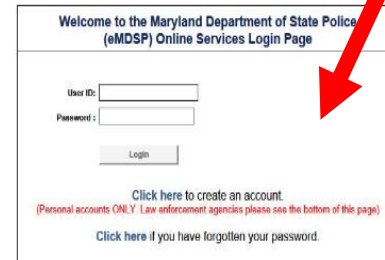 Welcome to the Maryland Department of State Police
(eMDSP) Online Services Login Page
User ID:
Password :
Login
Click here to create an account.
(Personal accounts ONLY. Law enforcement agencies please see the bottom of this page)
Click here if you have forgotten your password.